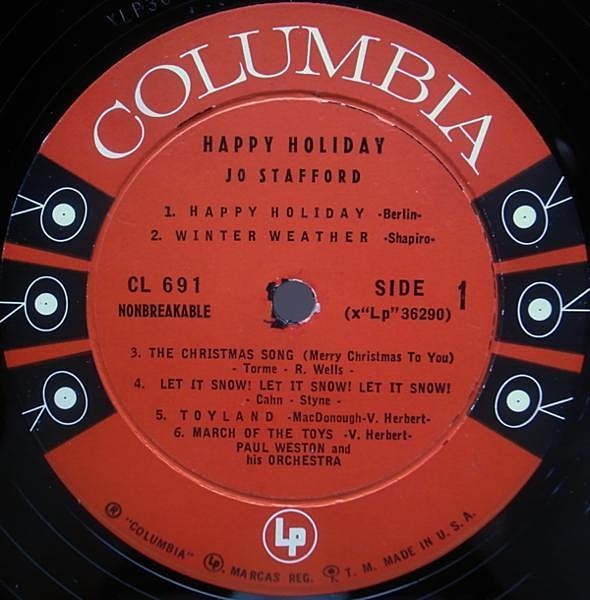 COLUMBIA
HAPPY HOLIDAY
JO STAFFORD
1. HAPPY HOLIDAY -Berlin-
2. WINTER WEATHER -Shapiro-
CL 691
NONBREAKABLE
SIDE 1
(x“Lp”36290)
3. THE CHRISTMAS SONG (Merry Christmas To You)
- Torme - R. Wells -
4. LET IT SNOW! LET IT SNOW! LET IT SNOW!
- Cahn - Styne -
5. TOYLAND -MacDonough-V. Herbert-
6. MARCH OF THE TOYS -V. Herbert-
PAUL WESTON and
his ORCHESTRA
Lp
® "COLUMBIA" Lp, MARCAS REG. T. M. MADE IN U. S. A.